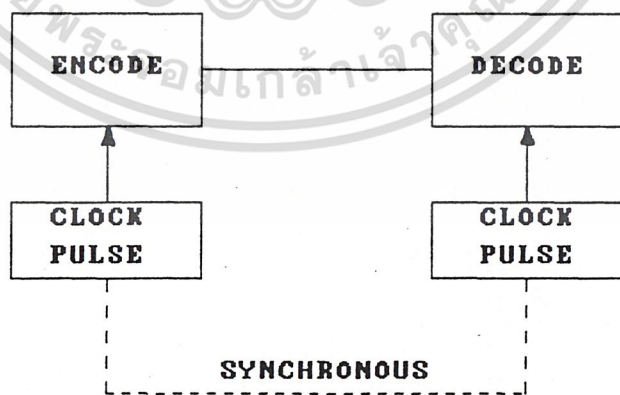 ENCODE
DECODE
CLOCK
PULSE
CLOCK
PULSE
SYNCHRONOUS